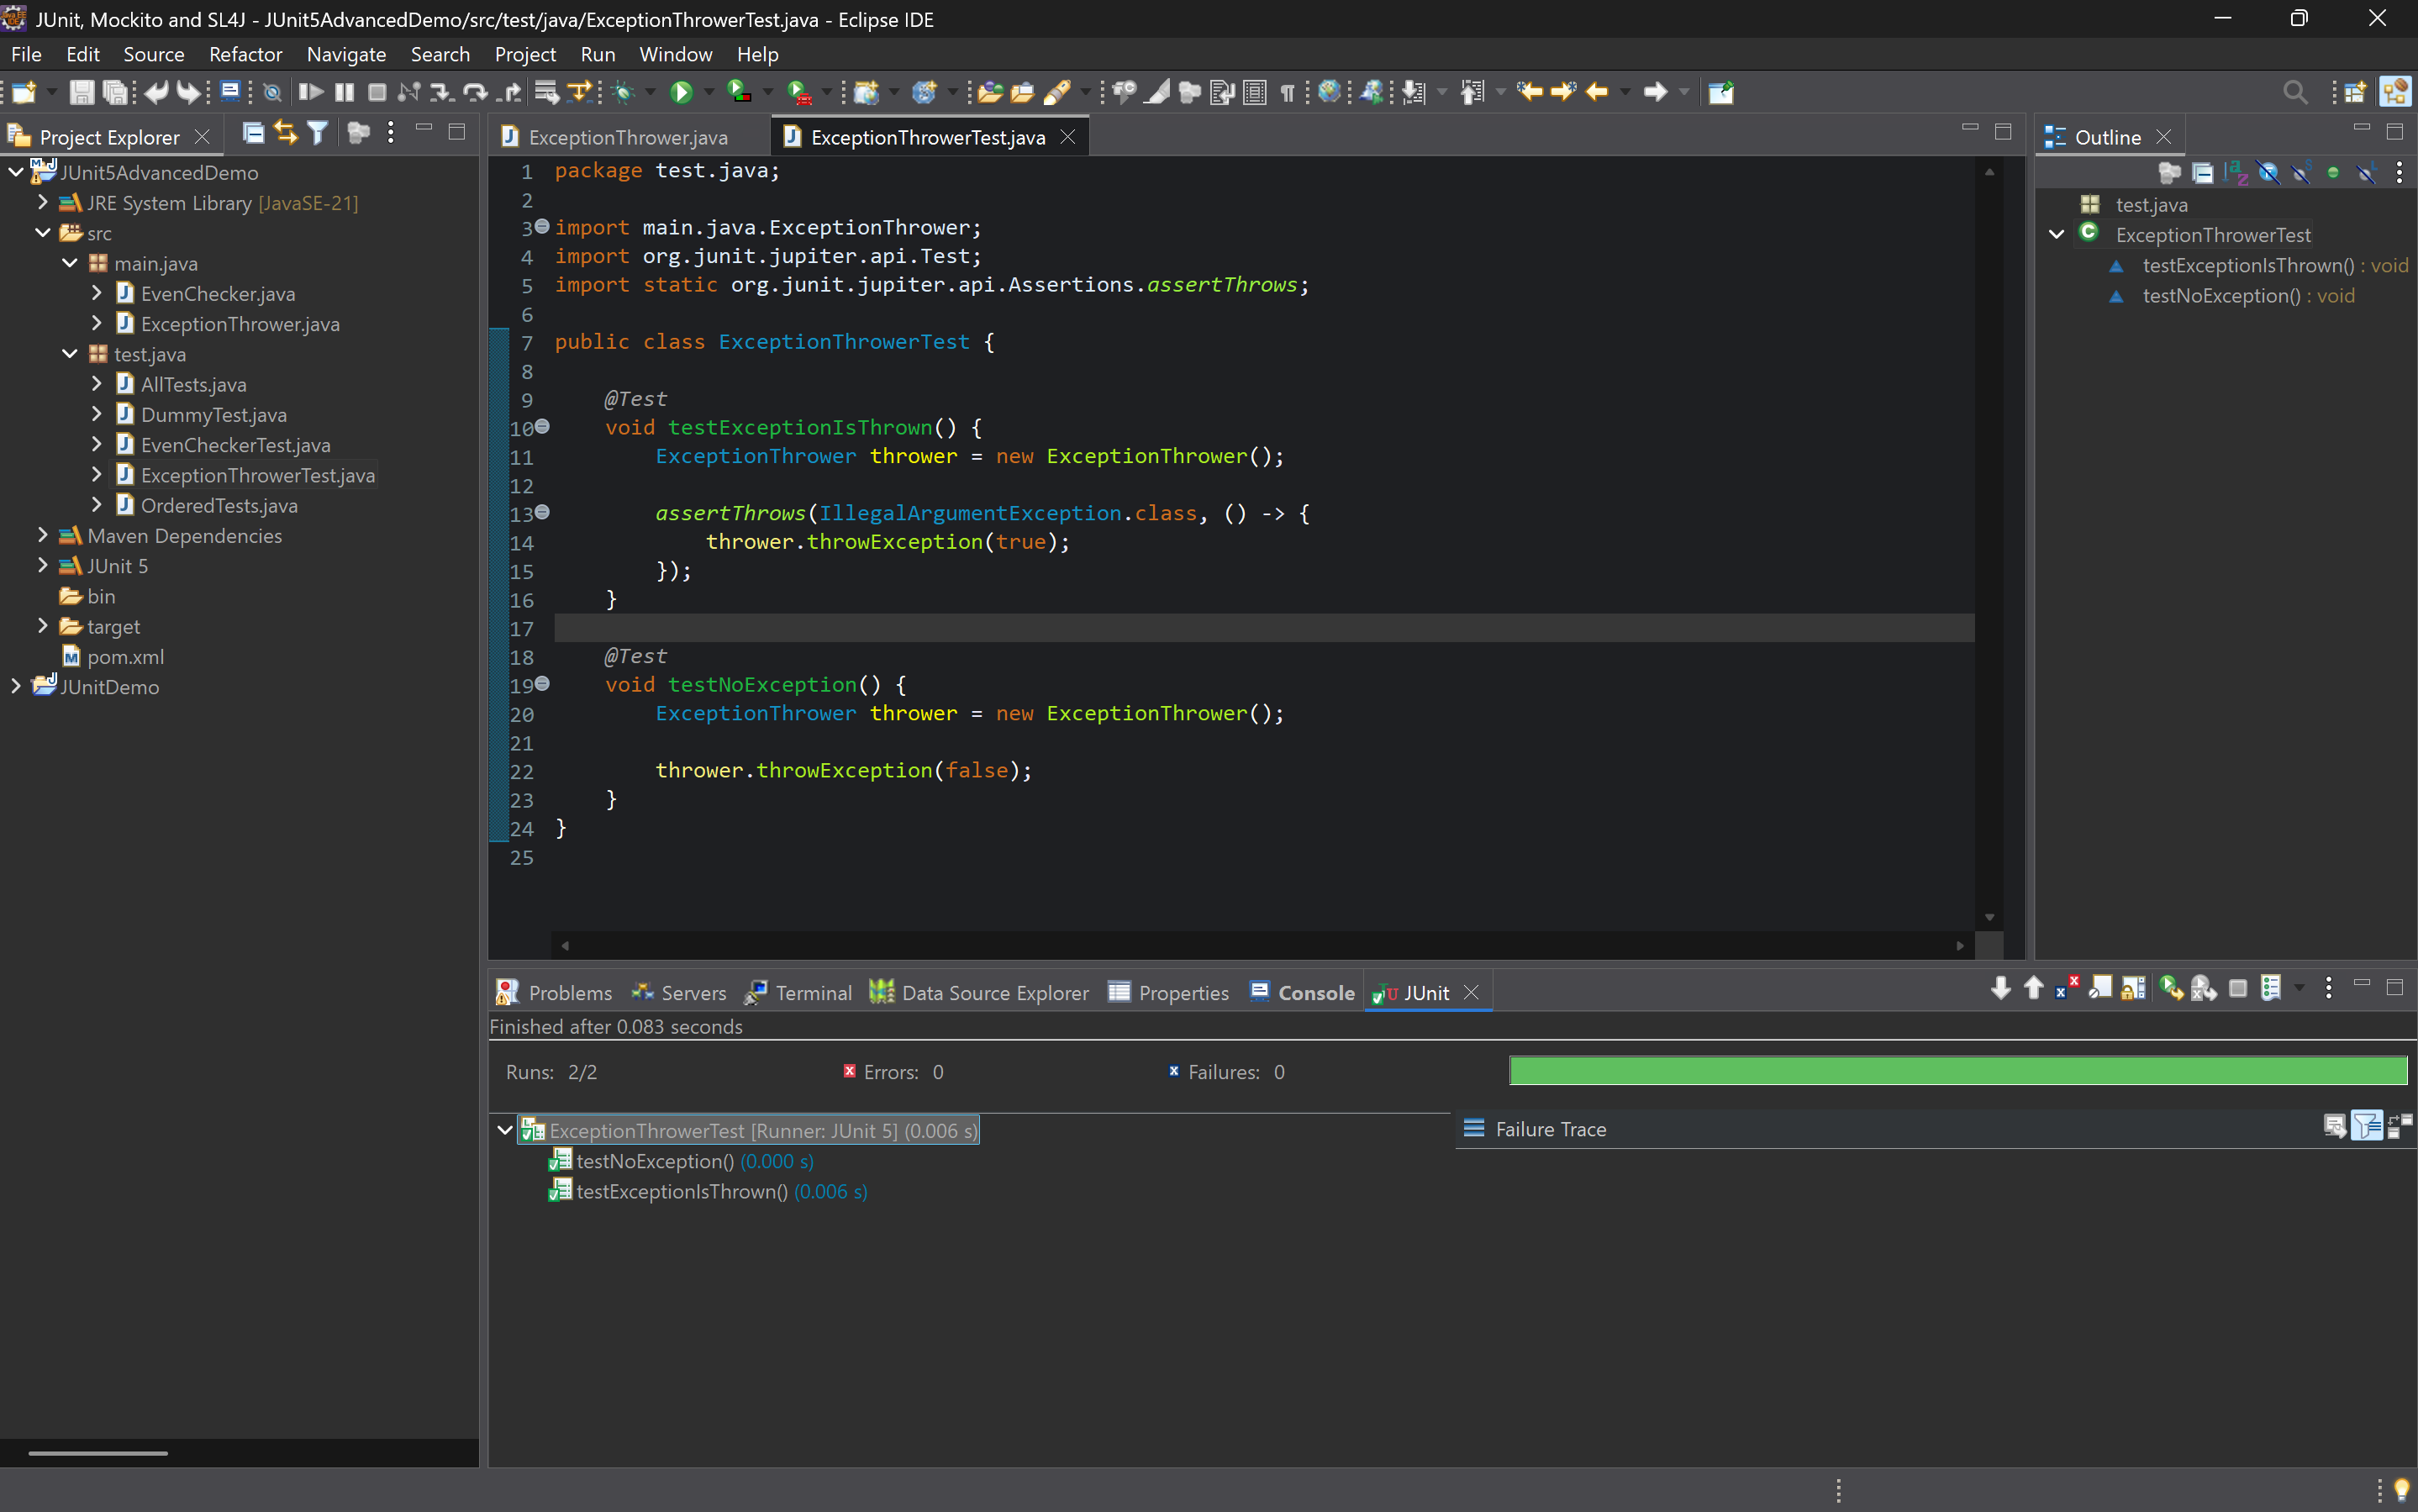 JUnit, Mockito and SL4J - JUnit5AdvancedDemo/src/test/java/ExceptionThrowerTest.java - Eclipse IDE
File Edit Source Refactor Navigate Search Project Run Window Help
Project Explorer
JUnit5AdvancedDemo
JRE System Library [JavaSE-21]
src
main.java
EvenChecker.java
ExceptionThrower.java
test.java
AllTests.java
DummyTest.java
EvenCheckerTest.java
ExceptionThrowerTest.java
OrderedTests.java
Maven Dependencies
JUnit 5
bin
target
pom.xml
JUnitDemo
ExceptionThrower.java ExceptionThrowerTest.java
1 package test.java;
2
3 import main.java.ExceptionThrower;
4 import org.junit.jupiter.api.Test;
5 import static org.junit.jupiter.api.Assertions.assertThrows;
6
7 public class ExceptionThrowerTest {
8
9 @Test
10 void testExceptionIsThrown() {
11 ExceptionThrower thrower = new ExceptionThrower();
12
13 assertThrows(IllegalArgumentException.class, () -> {
14 thrower.throwException(true);
15 });
16 }
17
18 @Test
19 void testNoException() {
20 ExceptionThrower thrower = new ExceptionThrower();
21
22 thrower.throwException(false);
23 }
24 }
25
Outline
test.java
ExceptionThrowerTest
testExceptionIsThrown() : void
testNoException() : void
Problems Servers Terminal Data Source Explorer Properties Console JUnit
Finished after 0.083 seconds
Runs: 2/2 Errors: 0 Failures: 0
ExceptionThrowerTest [Runner: JUnit 5] (0.006 s)
testNoException() (0.000 s)
testExceptionIsThrown() (0.006 s)
Failure Trace